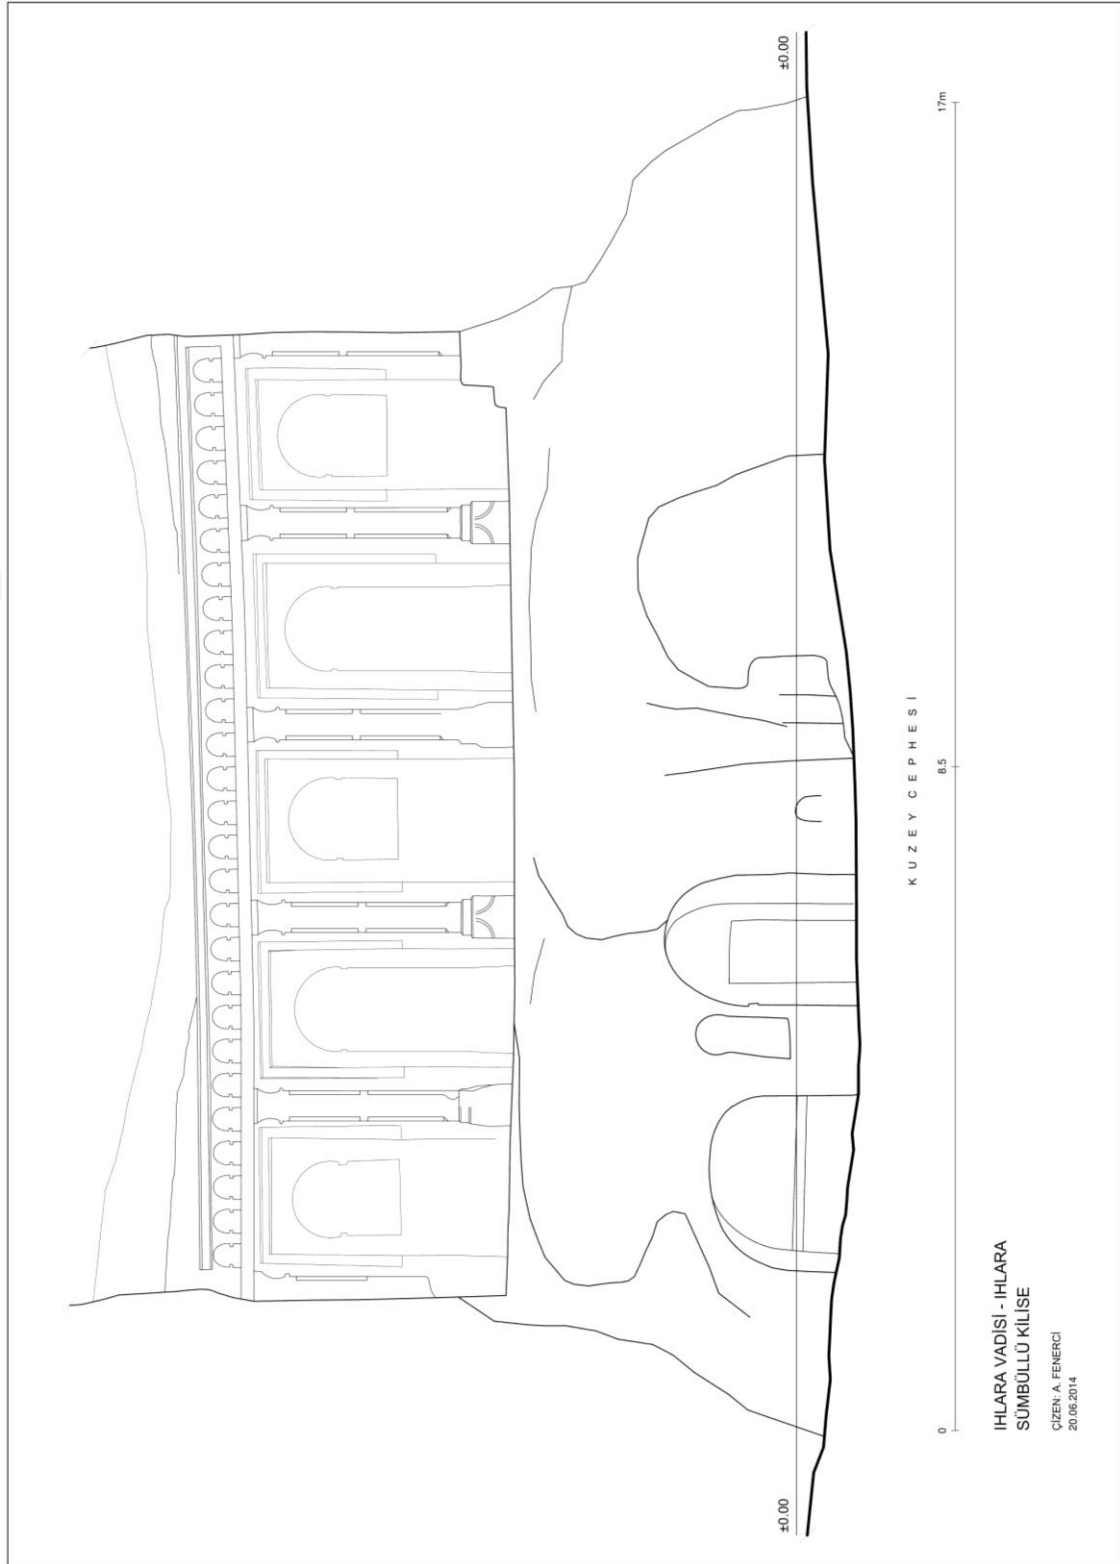 ±0.00
±0.00
KUZEY CEPHESİ
0
8.5
17m
IHLARA VADİSİ - IHLARA
SÜMBÜLLÜ KİLİSE
ÇİZEN: A. FENERCİ
20.06.2014